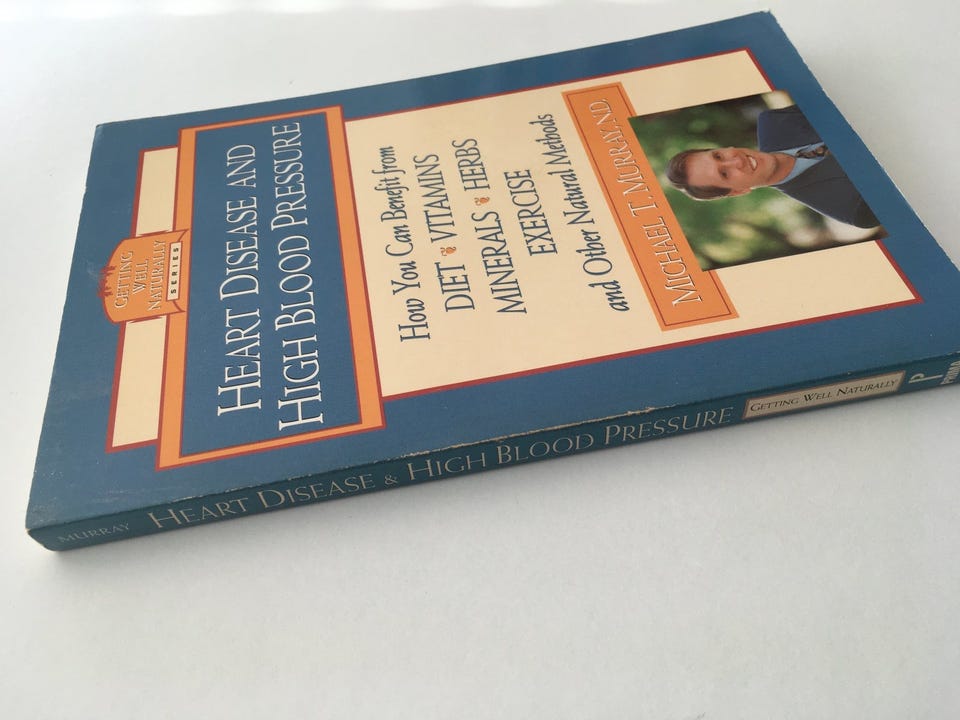 GETTING
WELL
NATURALLY
SERIES
HEART DISEASE AND
HIGH BLOOD PRESSURE
How You Can Benefit from
DIET VITAMINS
MINERALS HERBS
EXERCISE
and Other Natural Methods
MICHAEL T. MURRAY, N.D.
MURRAY HEART DISEASE & HIGH BLOOD PRESSURE GETTING WELL NATURALLY P PRIMA